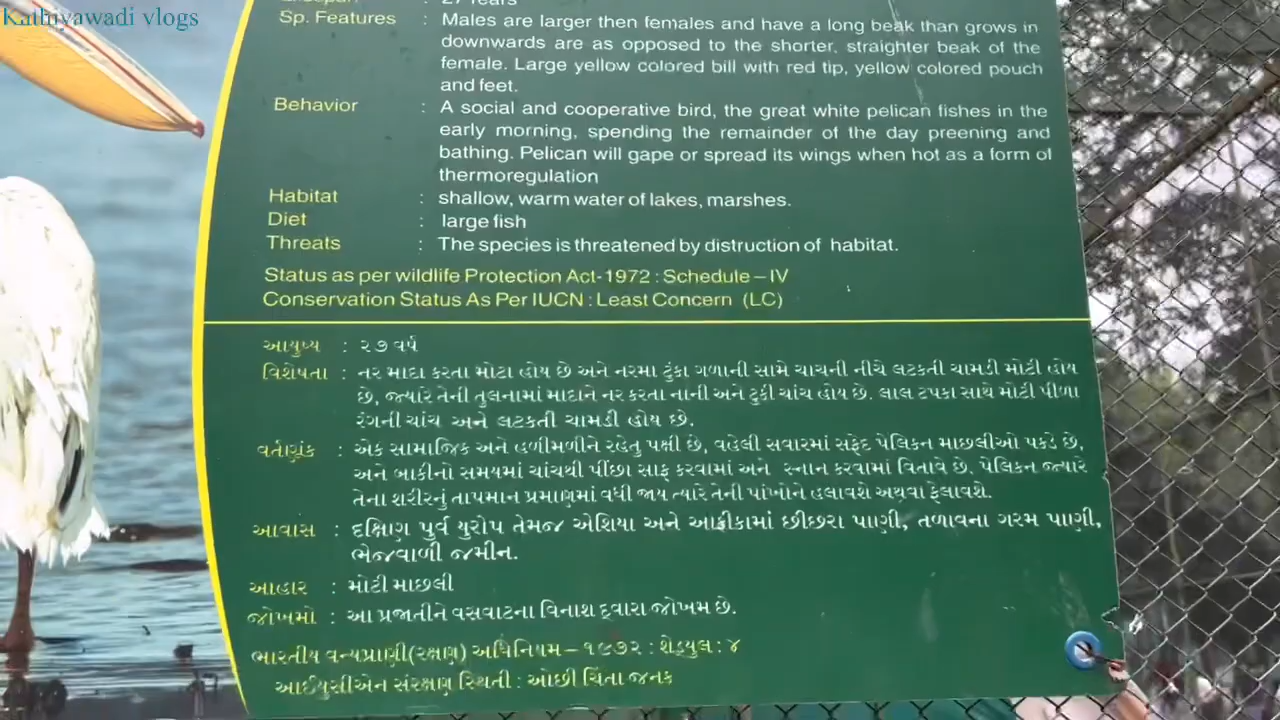 Kathiyawadi vlogs
27 Years
Sp. Features : Males are larger then females and have a long beak than grows in
downwards are as opposed to the shorter, straighter beak of the
female. Large yellow colored bill with red tip, yellow colored pouch
and feet.
Behavior : A social and cooperative bird, the great white pelican fishes in the
early morning, spending the remainder of the day preening and
bathing. Pelican will gape or spread its wings when hot as a form of
thermoregulation
Habitat : shallow, warm water of lakes, marshes.
Diet : large fish
Threats : The species is threatened by distruction of habitat.
Status as per wildlife Protection Act-1972 : Schedule – IV
Conservation Status As Per IUCN : Least Concern (LC)
આયુષ્ય : ૨૭ વર્ષ
વિશેષતા : નર માદા કરતા મોટા હોય છે અને નરમા ટુંકા ગળાની સામે ચાચની નીચે લટકતી ચામડી મોટી હોય
છે, જ્યારે તેની તુલનામાં માદાને નર કરતા નાની અને ટુકી ચાંચ હોય છે. લાલ ટપકા સાથે મોટી પીળા
રંગની ચાંચ અને લટકતી ચામડી હોય છે.
વર્તણુંક : એક સામાજિક અને હળીમળીને રહેતુ પક્ષી છે, વહેલી સવારમાં સફેદ પેલિકન માછલીઓ પકડે છે,
અને બાકીનો સમયમાં ચાંચથી પીંછા સાફ કરવામાં અને સ્નાન કરવામાં વિતાવે છે. પેલિકન જ્યારે
તેના શરીરનું તાપમાન પ્રમાણમાં વધી જાય ત્યારે તેની પાંખોને હલાવશે અથવા ફેલાવશે.
આવાસ : દક્ષિણ પુર્વ યુરોપ તેમજ એશિયા અને આફ્રીકામાં છીછરા પાણી, તળાવના ગરમ પાણી,
ભેજવાળી જમીન.
આહાર : મોટી માછલી
જોખમો : આ પ્રજાતીને વસવાટના વિનાશ દ્વારા જોખમ છે.
ભારતીય વન્યપ્રાણી(રક્ષણ) અધિનિયમ – ૧૯૭૨ : શેડ્યુલ : ૪
આઈયુસીએન સંરક્ષણ સ્થિતી : ઓછી ચિંતા જનક